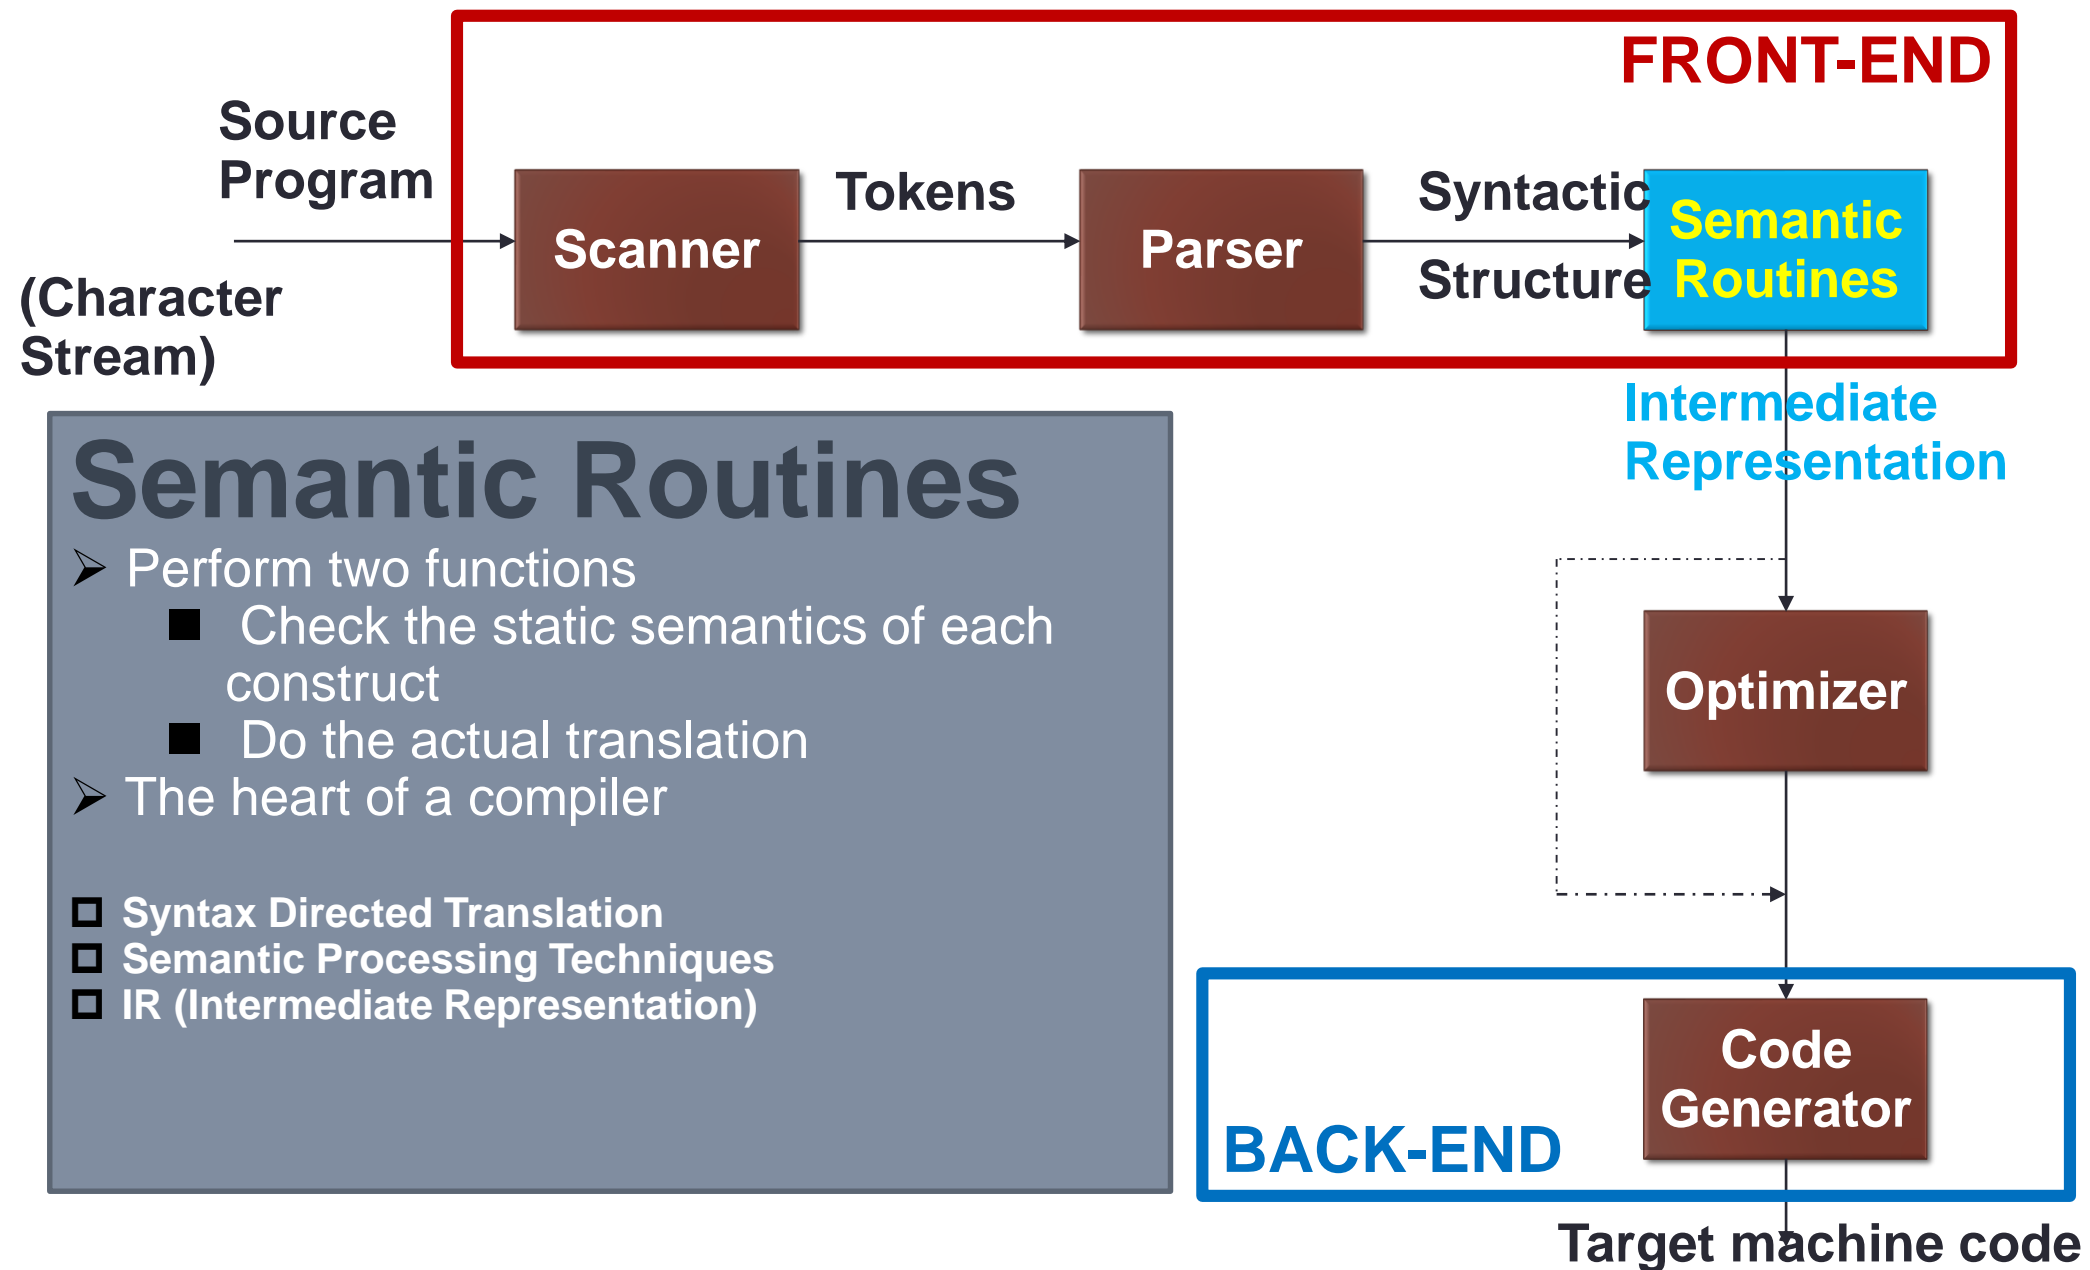 FRONT-END
Source
Program
(Character
Stream)
Scanner
Tokens
Parser
Syntactic
Structure
Semantic
Routines
Intermediate
Representation
Semantic Routines
Perform two functions
Check the static semantics of each
construct
Do the actual translation
The heart of a compiler
Syntax Directed Translation
Semantic Processing Techniques
IR (Intermediate Representation)
Optimizer
Code
Generator
BACK-END
Target machine code